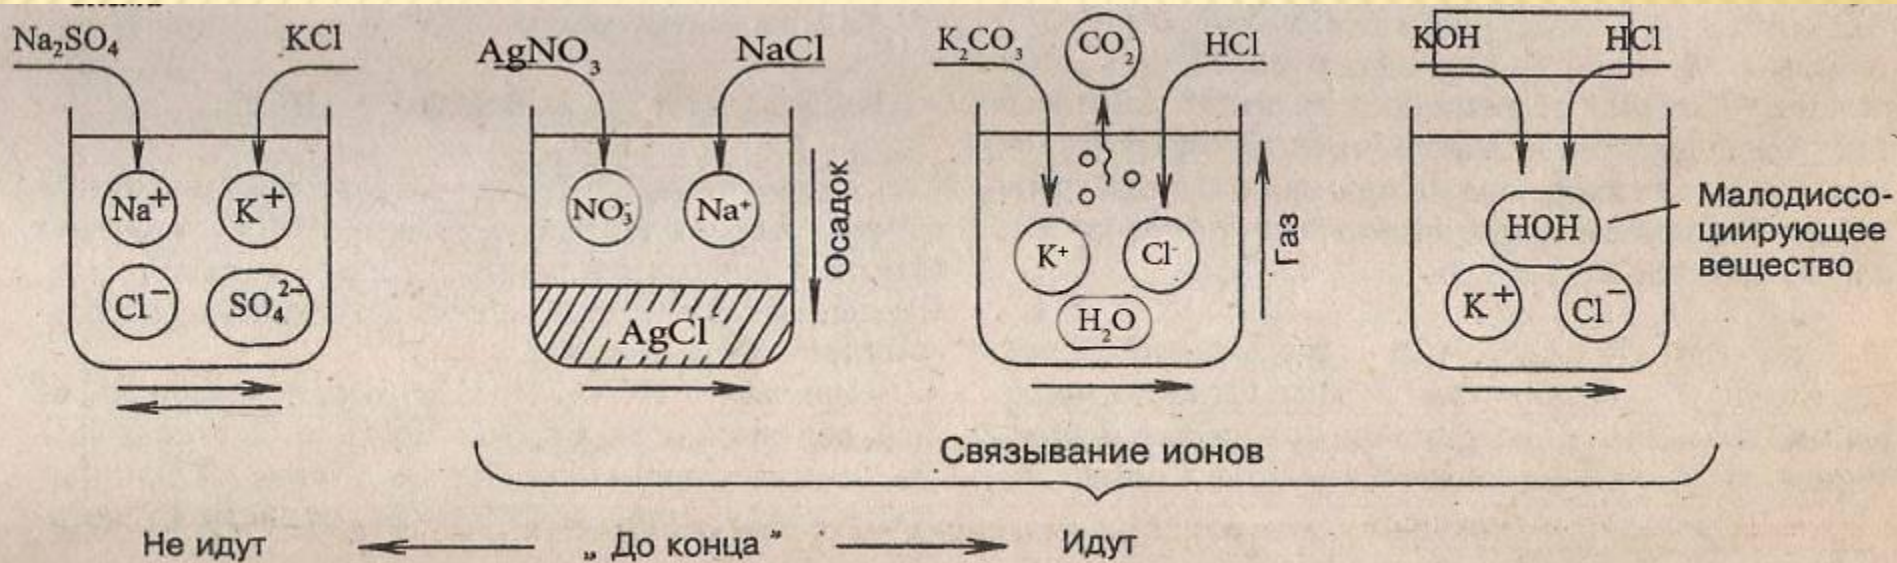 Na₂SO₄ KCl
Na⁺ K⁺
Cl⁻ SO₄²⁻
AgNO₃ NaCl
NO₃⁻ Na⁺
AgCl
Осадок
K₂CO₃ CO₂ HCl
K⁺ Cl⁻
H₂O
Газ
KOH HCl
HOH
K⁺ Cl⁻
Малодиссо-
циирующее
вещество
Связывание ионов
Не идут „ До конца " Идут